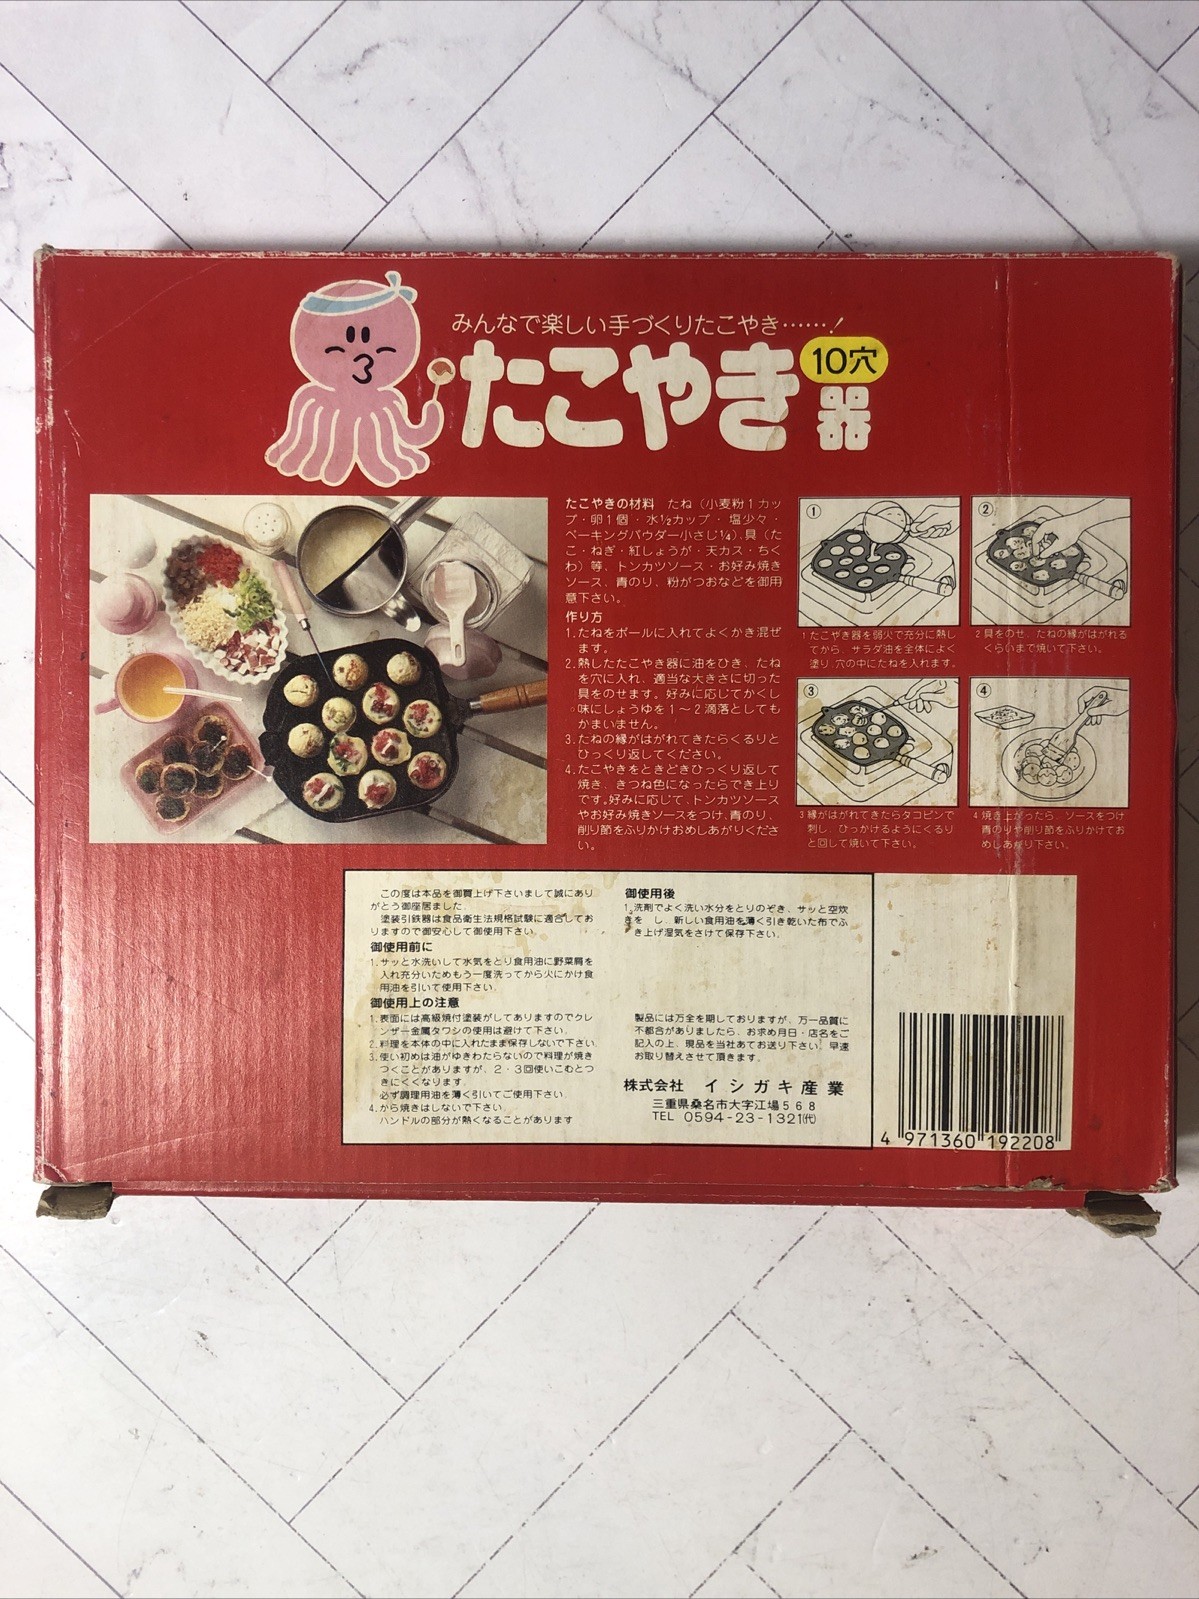 みんなで楽しい手づくりたこやき……!
たこやき器
10穴
たこやきの材料 たね(小麦粉1カッ
プ・卵1個・水½カップ・塩少々・
ベーキングパウダー小さじ¼)、具(た
こ・ねぎ・紅しょうが・天カス・ちく
わ)等、トンカツソース・お好み焼き
ソース、青のり、粉がつおなどを御用
意下さい。
作り方
1.たねをボールに入れてよくかき混ぜ
ます。
2.熱したたこやき器に油をひき、たね
を穴に入れ、適当な大きさに切った
具をのせます。好みに応じてかくし
味にしょうゆを1〜2滴落としても
かまいません。
3.たねの縁がはがれてきたらくるりと
ひっくり返してください。
4.たこやきをときどきひっくり返して
焼き、きつね色になったらでき上り
です。好みに応じて、トンカツソース
やお好み焼きソースをつけ、青のり、
削り節をふりかけおめしあがりくださ
い。
①
1たこやき器を弱火で充分に熱し
てから、サラダ油を全体によく
塗り、穴の中にたねを入れます。
②
2具をのせ、たねの縁がはがれる
くらいまで焼いて下さい。
③
3縁がはがれてきたらタコピンで
刺し、ひっかけるようにくるり
と回して焼いて下さい。
④
4焼き上がったら、ソースをつけ
青のりや削り節をふりかけてお
めしあがり下さい。
この度は本品を御買上げ下さいまして誠にあり
がとう御座居ました。
塗装引鉄器は食品衛生法規格試験に適合してお
りますので御安心して御使用下さい。
御使用前に
1.サッと水洗いして水気をとり食用油に野菜屑を
入れ充分いためもう一度洗ってから火にかけ食
用油を引いて使用下さい。
御使用上の注意
1.表面には高級焼付塗装がしてありますのでクレ
ンザー金属タワシの使用は避けて下さい。
2.料理を本体の中に入れたまま保存しないで下さい。
3.使い初めは油がゆきわたらないので料理が焼き
つくことがありますが、2・3回使いこむとつ
きにくくなります。
必ず調理用油を薄く引いてご使用下さい。
4.から焼きはしないで下さい。
ハンドルの部分が熱くなることがあります
御使用後
1.洗剤でよく洗い水分をとりのぞき、サッと空炊
きを し、新しい食用油を薄く引き乾いた布でふ
き上げ湿気をさけて保存下さい。
製品には万全を期しておりますが、万一品質に
不都合がありましたら、お求め月日・店名をご
記入の上、現品を当社あてお送り下さい。早速
お取り替えさせて頂きます。
株式会社 イシガキ産業
三重県桑名市大字江場568
TEL 0594-23-1321㈹
4 971360 192208